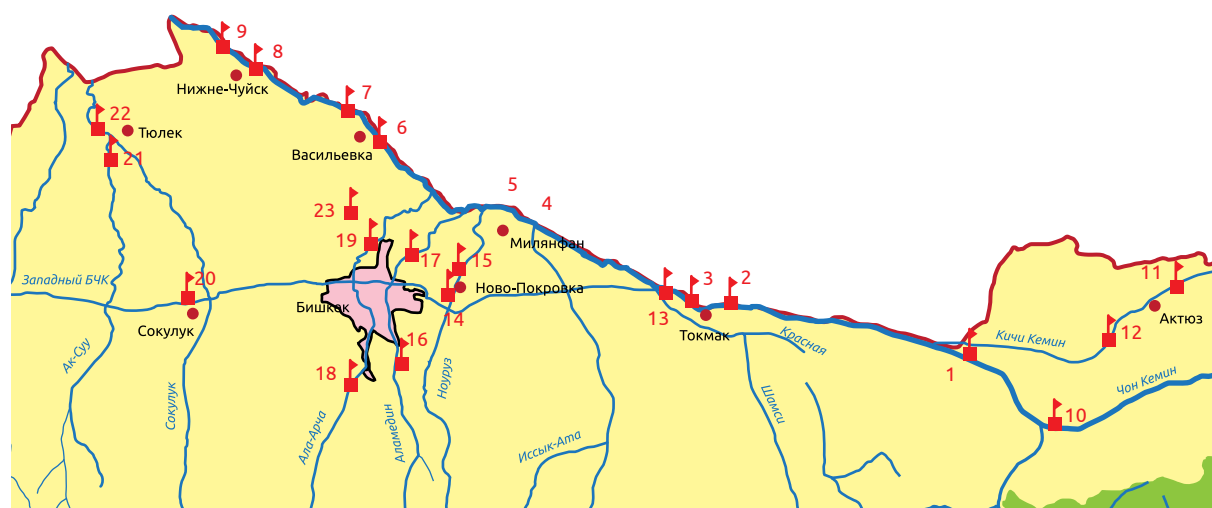 9
8
Нижне-Чуйск
7
22
Тюлек
6
21
Васильевка
5
4
23
19
Милянфан
17
15
11
Западный БЧК
20
Ново-Покровка
3
2
Бишкек
14
13
Актюз
Сокулук
Токмак
12
Красная
Кичи Кемин
16
Ак-Суу
18
Ноуруз
1
Чон Кемин
Сокулук
Шамси
10
Ала-Арча
Аламедин
Иссык-Ата